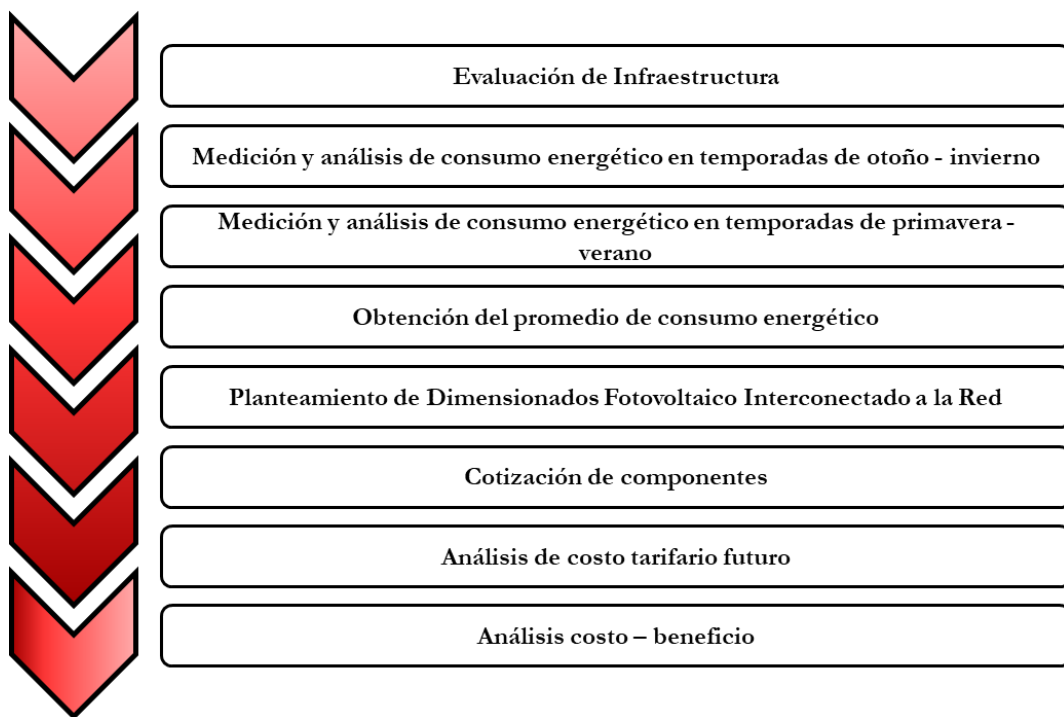 Evaluación de Infraestructura
Medición y análisis de consumo energético en temporadas de otoño - invierno
Medición y análisis de consumo energético en temporadas de primavera -
verano
Obtención del promedio de consumo energético
Planteamiento de Dimensionados Fotovoltaico Interconectado a la Red
Cotización de componentes
Análisis de costo tarifario futuro
Análisis costo – beneficio